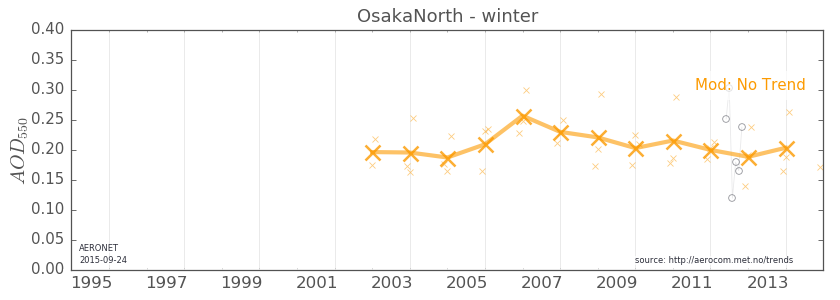 OsakaNorth - winter
0.40
0.35
0.30
0.25
0.20
0.15
0.10
0.05
0.00
AOD550
Mod: No Trend
AERONET
2015-09-24
source: http://aerocom.met.no/trends
1995 1997 1999 2001 2003 2005 2007 2009 2011 2013